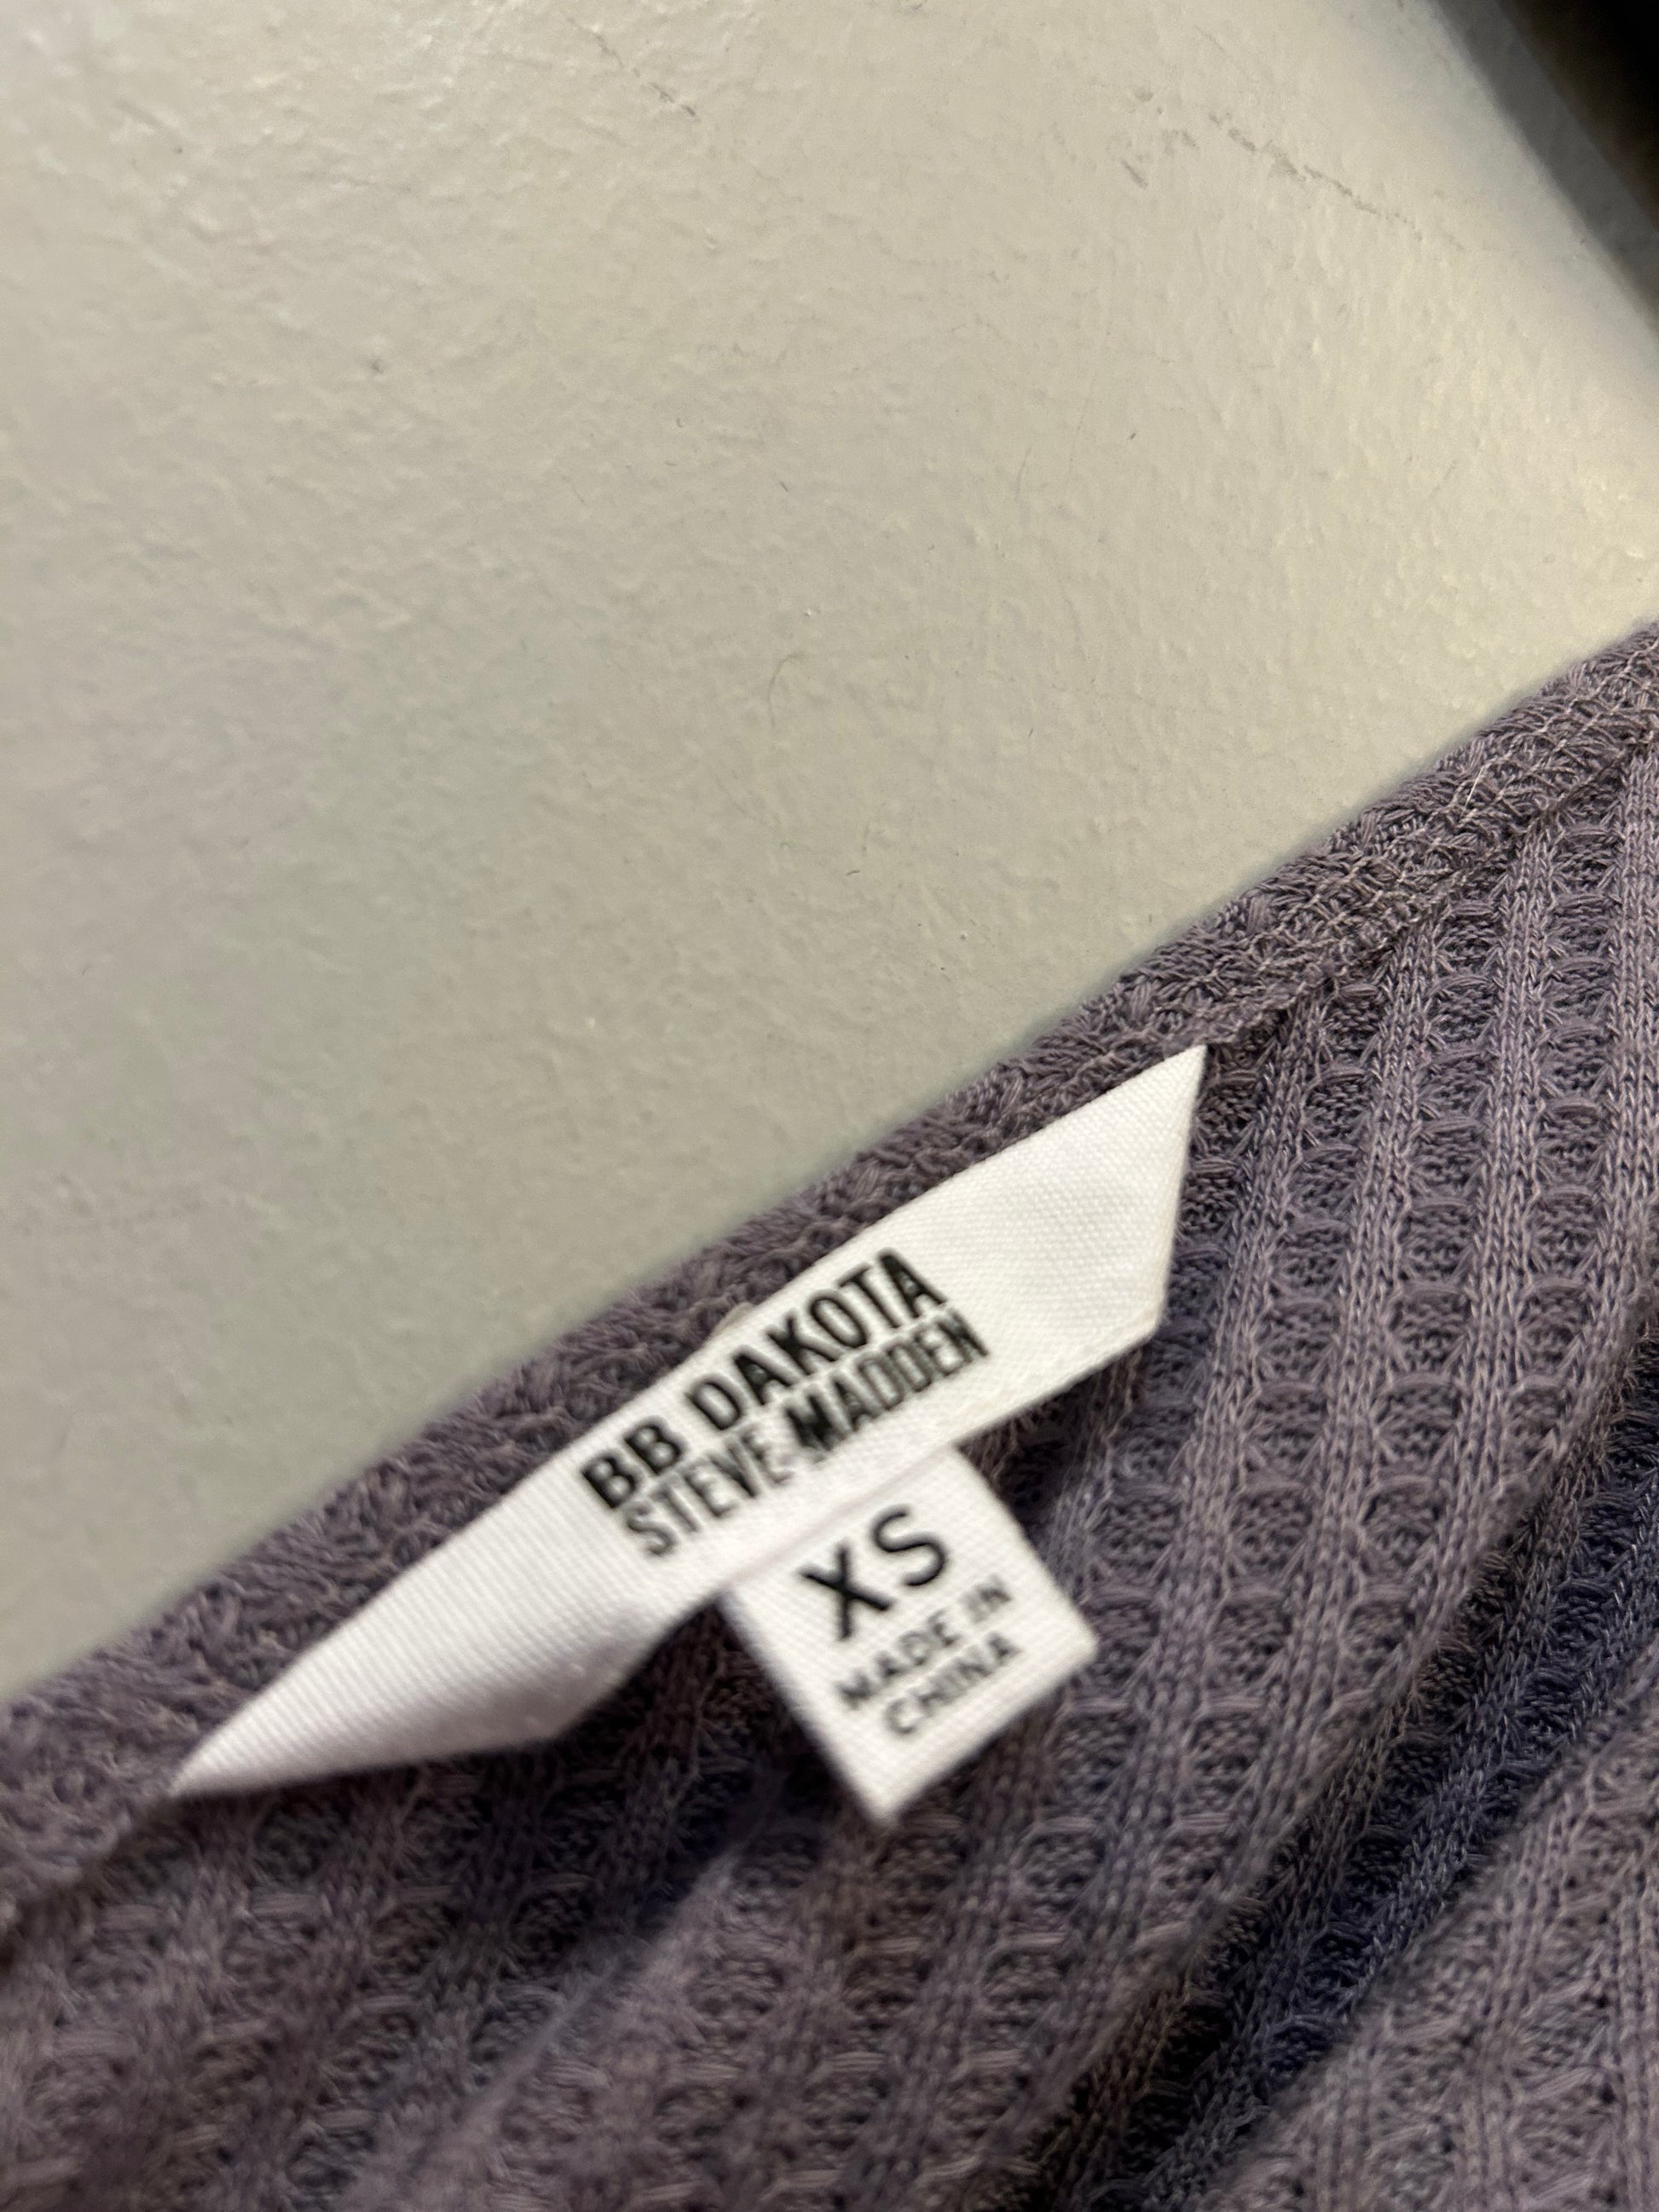 BB DAKOTA
STEVE MADDEN
XS
MADE IN
CHINA